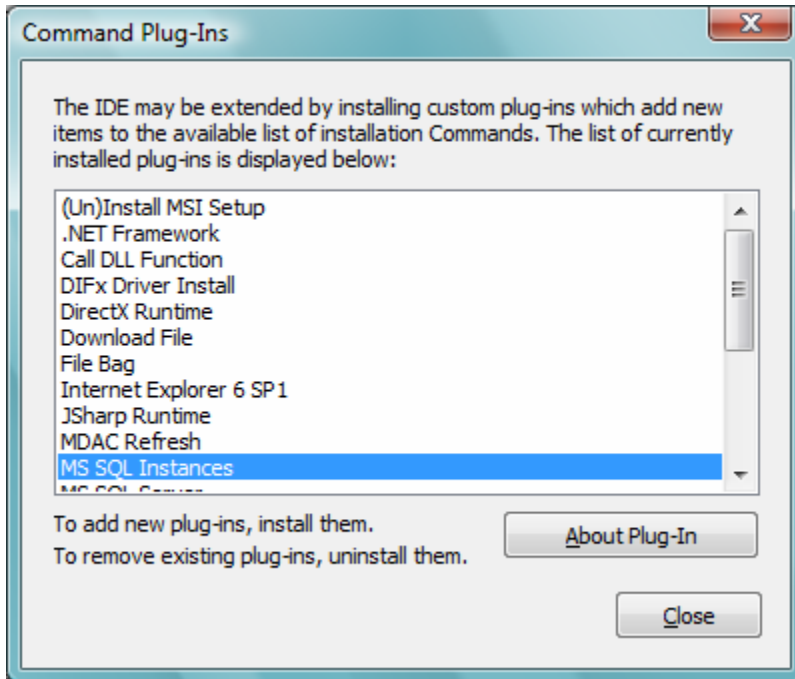 Command Plug-Ins
The IDE may be extended by installing custom plug-ins which add new
items to the available list of installation Commands. The list of currently
installed plug-ins is displayed below:
(Un)Install MSI Setup
.NET Framework
Call DLL Function
DIFx Driver Install
DirectX Runtime
Download File
File Bag
Internet Explorer 6 SP1
JSharp Runtime
MDAC Refresh
MS SQL Instances
MS SQL Server
To add new plug-ins, install them.
To remove existing plug-ins, uninstall them.
About Plug-In
Close